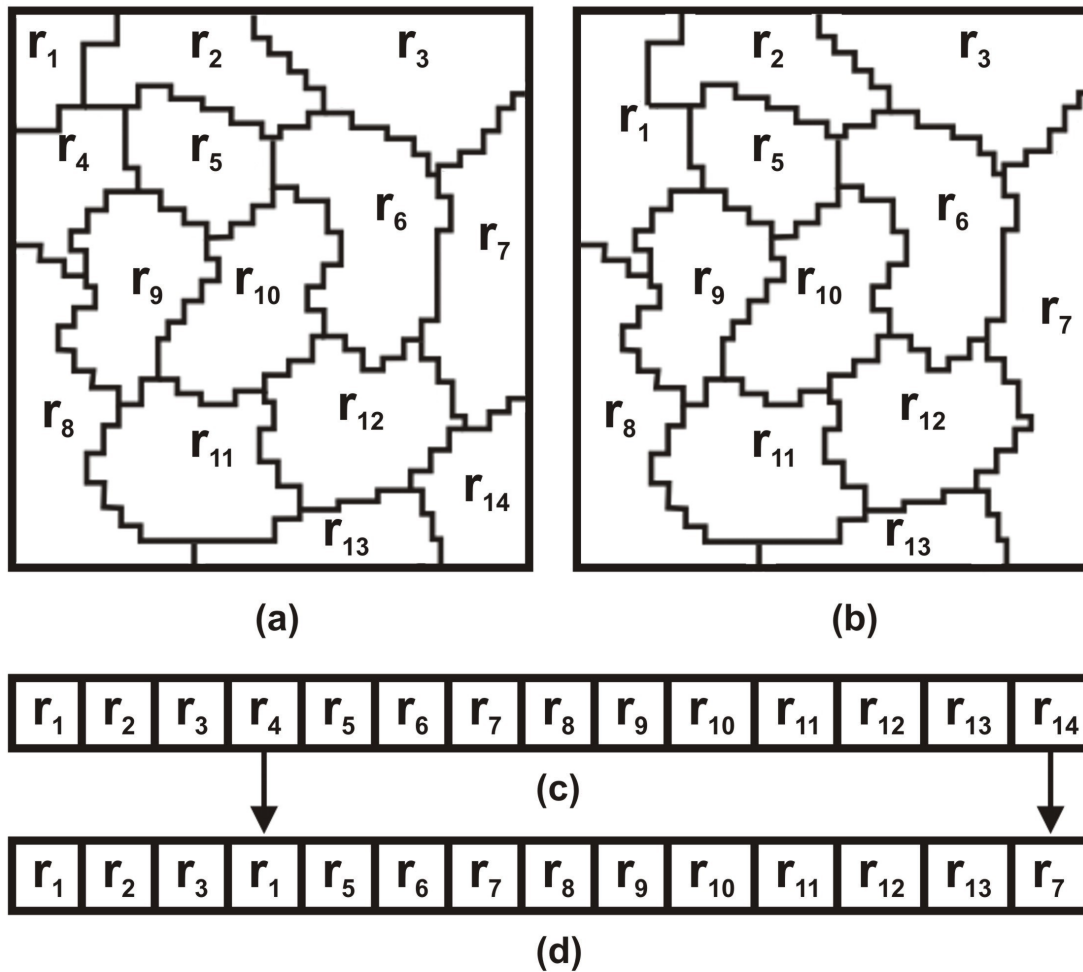 r1 r2 r3
r4 r5
r6 r7
r9 r10
r8 r12
r11
r14
r13
(a)
r2 r3
r1 r5
r6
r9 r10
r7
r8 r12
r11
r13
(b)
r1 r2 r3 r4 r5 r6 r7 r8 r9 r10 r11 r12 r13 r14
(c)
r1 r2 r3 r1 r5 r6 r7 r8 r9 r10 r11 r12 r13 r7
(d)